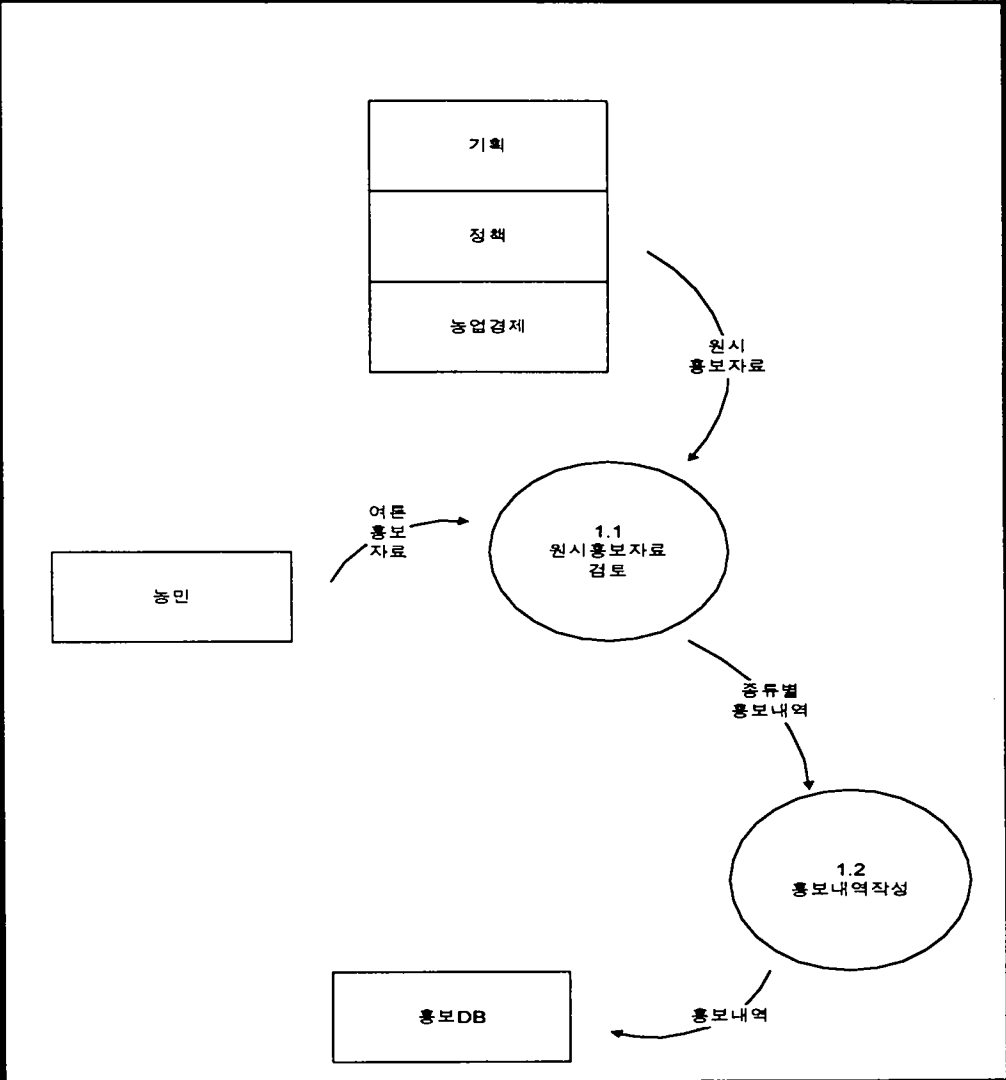 기획
정책
농업경제
원시
홍보자료
여론
홍보
자료
1.1
원시홍보자료
검토
농민
종류별
홍보내역
1.2
홍보내역작성
홍보DB
홍보내역